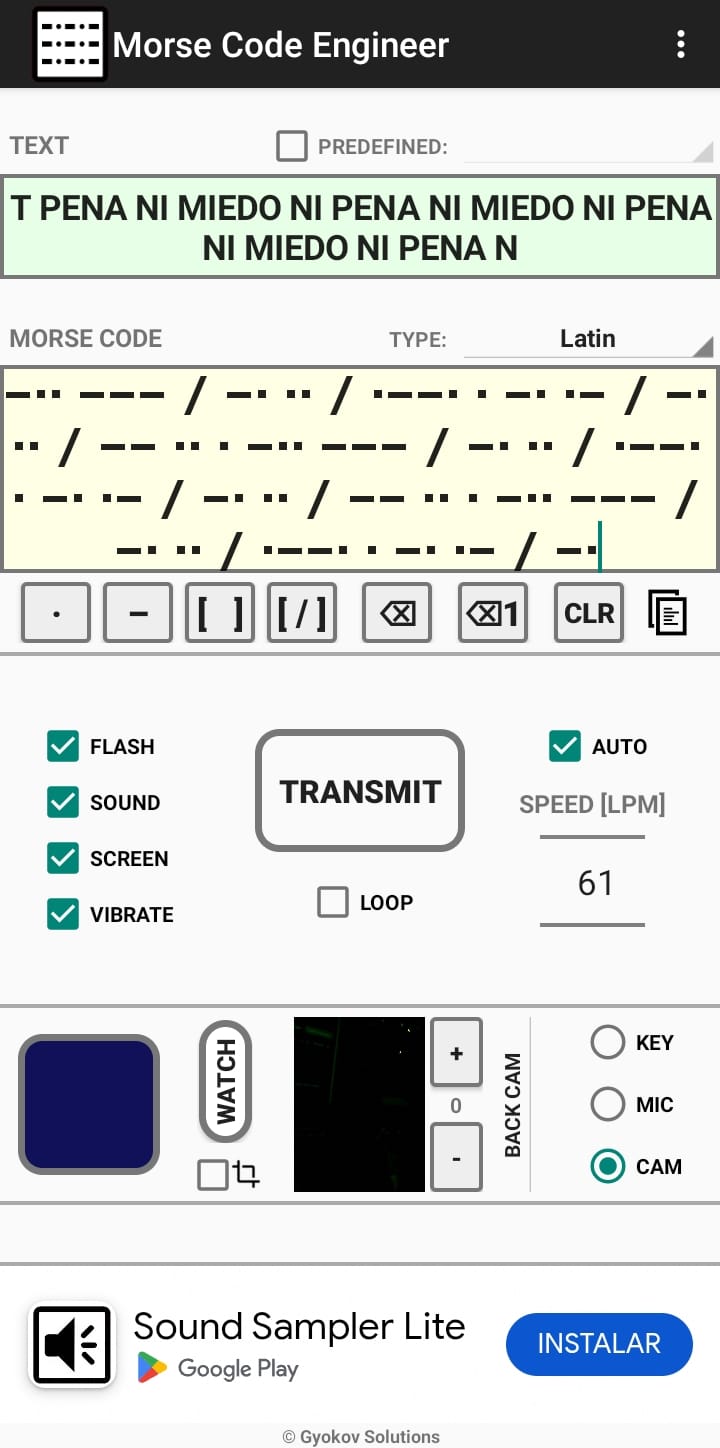 Morse Code Engineer
TEXT
PREDEFINED:
T PENA NI MIEDO NI PENA NI MIEDO NI PENA
NI MIEDO NI PENA N
MORSE CODE
TYPE:
Latin
-·· --- / -· ·· / ·--· · -· ·- / -·
·· / -- ·· · -·· --- / -· ·· / ·--·
· -· ·- / -· ·· / -- ·· · -·· --- /
-· ·· / ·--· · -· ·- / -·
· - [ ] [ / ] ⌫ ⌫1 CLR
FLASH
SOUND
SCREEN
VIBRATE
TRANSMIT
LOOP
AUTO
SPEED [LPM]
61
WATCH
+
0
-
BACK CAM
KEY
MIC
CAM
Sound Sampler Lite
Google Play
INSTALAR
© Gyokov Solutions